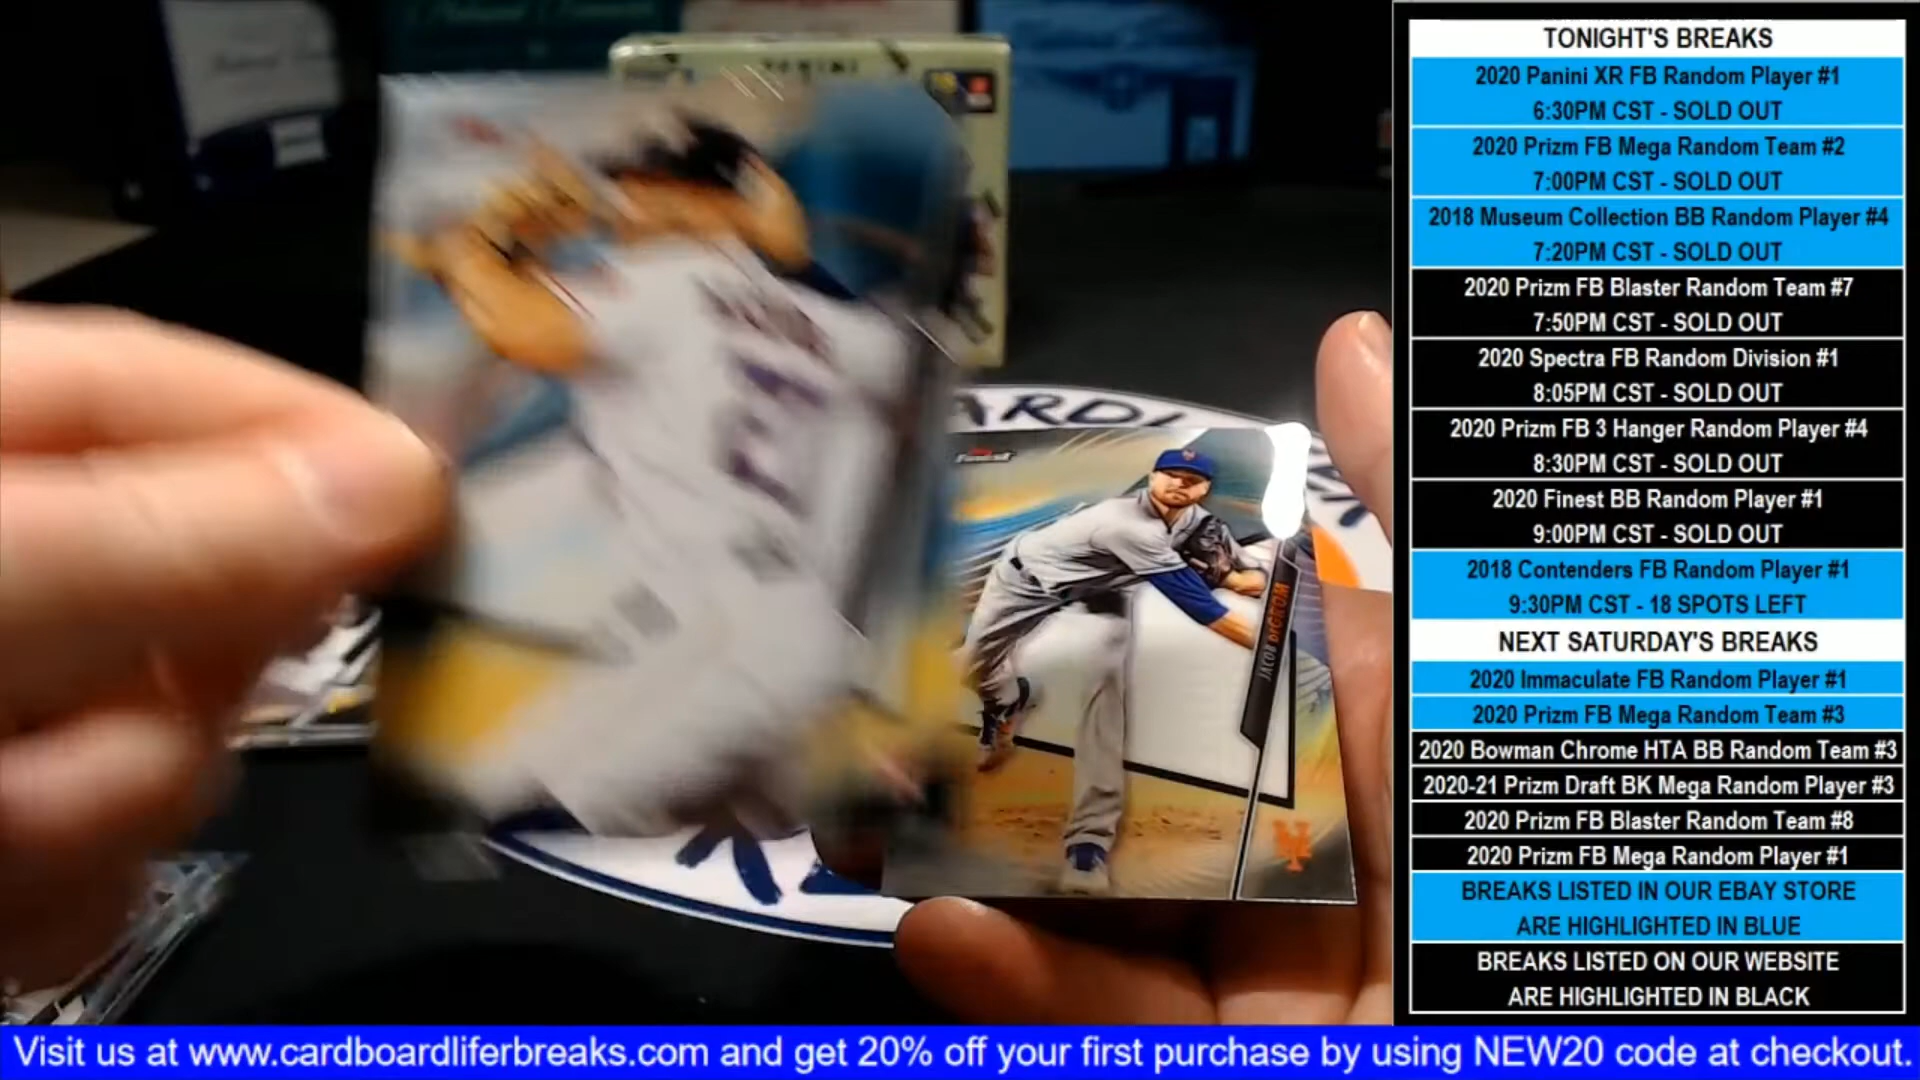 PANINI
ARDL
Finest
JACOB DEGROM
NY
TONIGHT'S BREAKS
2020 Panini XR FB Random Player #1
6:30PM CST - SOLD OUT
2020 Prizm FB Mega Random Team #2
7:00PM CST - SOLD OUT
2018 Museum Collection BB Random Player #4
7:20PM CST - SOLD OUT
2020 Prizm FB Blaster Random Team #7
7:50PM CST - SOLD OUT
2020 Spectra FB Random Division #1
8:05PM CST - SOLD OUT
2020 Prizm FB 3 Hanger Random Player #4
8:30PM CST - SOLD OUT
2020 Finest BB Random Player #1
9:00PM CST - SOLD OUT
2018 Contenders FB Random Player #1
9:30PM CST - 18 SPOTS LEFT
NEXT SATURDAY'S BREAKS
2020 Immaculate FB Random Player #1
2020 Prizm FB Mega Random Team #3
2020 Bowman Chrome HTA BB Random Team #3
2020-21 Prizm Draft BK Mega Random Player #3
2020 Prizm FB Blaster Random Team #8
2020 Prizm FB Mega Random Player #1
BREAKS LISTED IN OUR EBAY STORE
ARE HIGHLIGHTED IN BLUE
BREAKS LISTED ON OUR WEBSITE
ARE HIGHLIGHTED IN BLACK
Visit us at www.cardboardliferbreaks.com and get 20% off your first purchase by using NEW20 code at checkout.